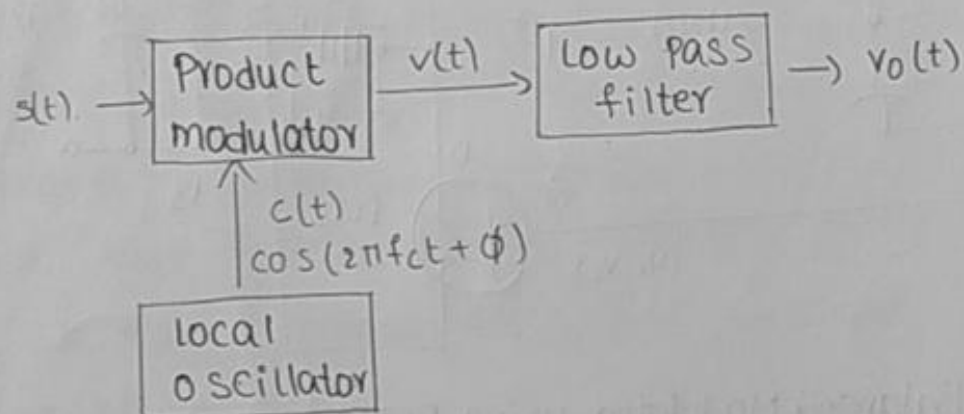 s(t)
Product
modulator
v(t)
Low pass
filter
v0(t)
c(t)
cos(2πfct + ϕ)
local
oscillator